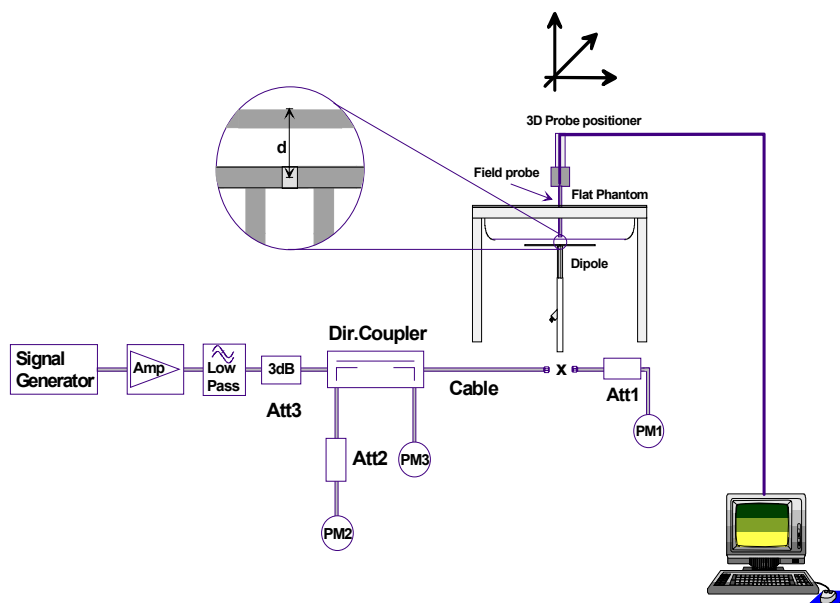 3D Probe positioner
d
Field probe
Flat Phantom
Dipole
Dir.Coupler
Signal
Generator
Amp
Low
Pass
3dB
Cable
x
Att1
Att3
PM1
Att2
PM3
PM2